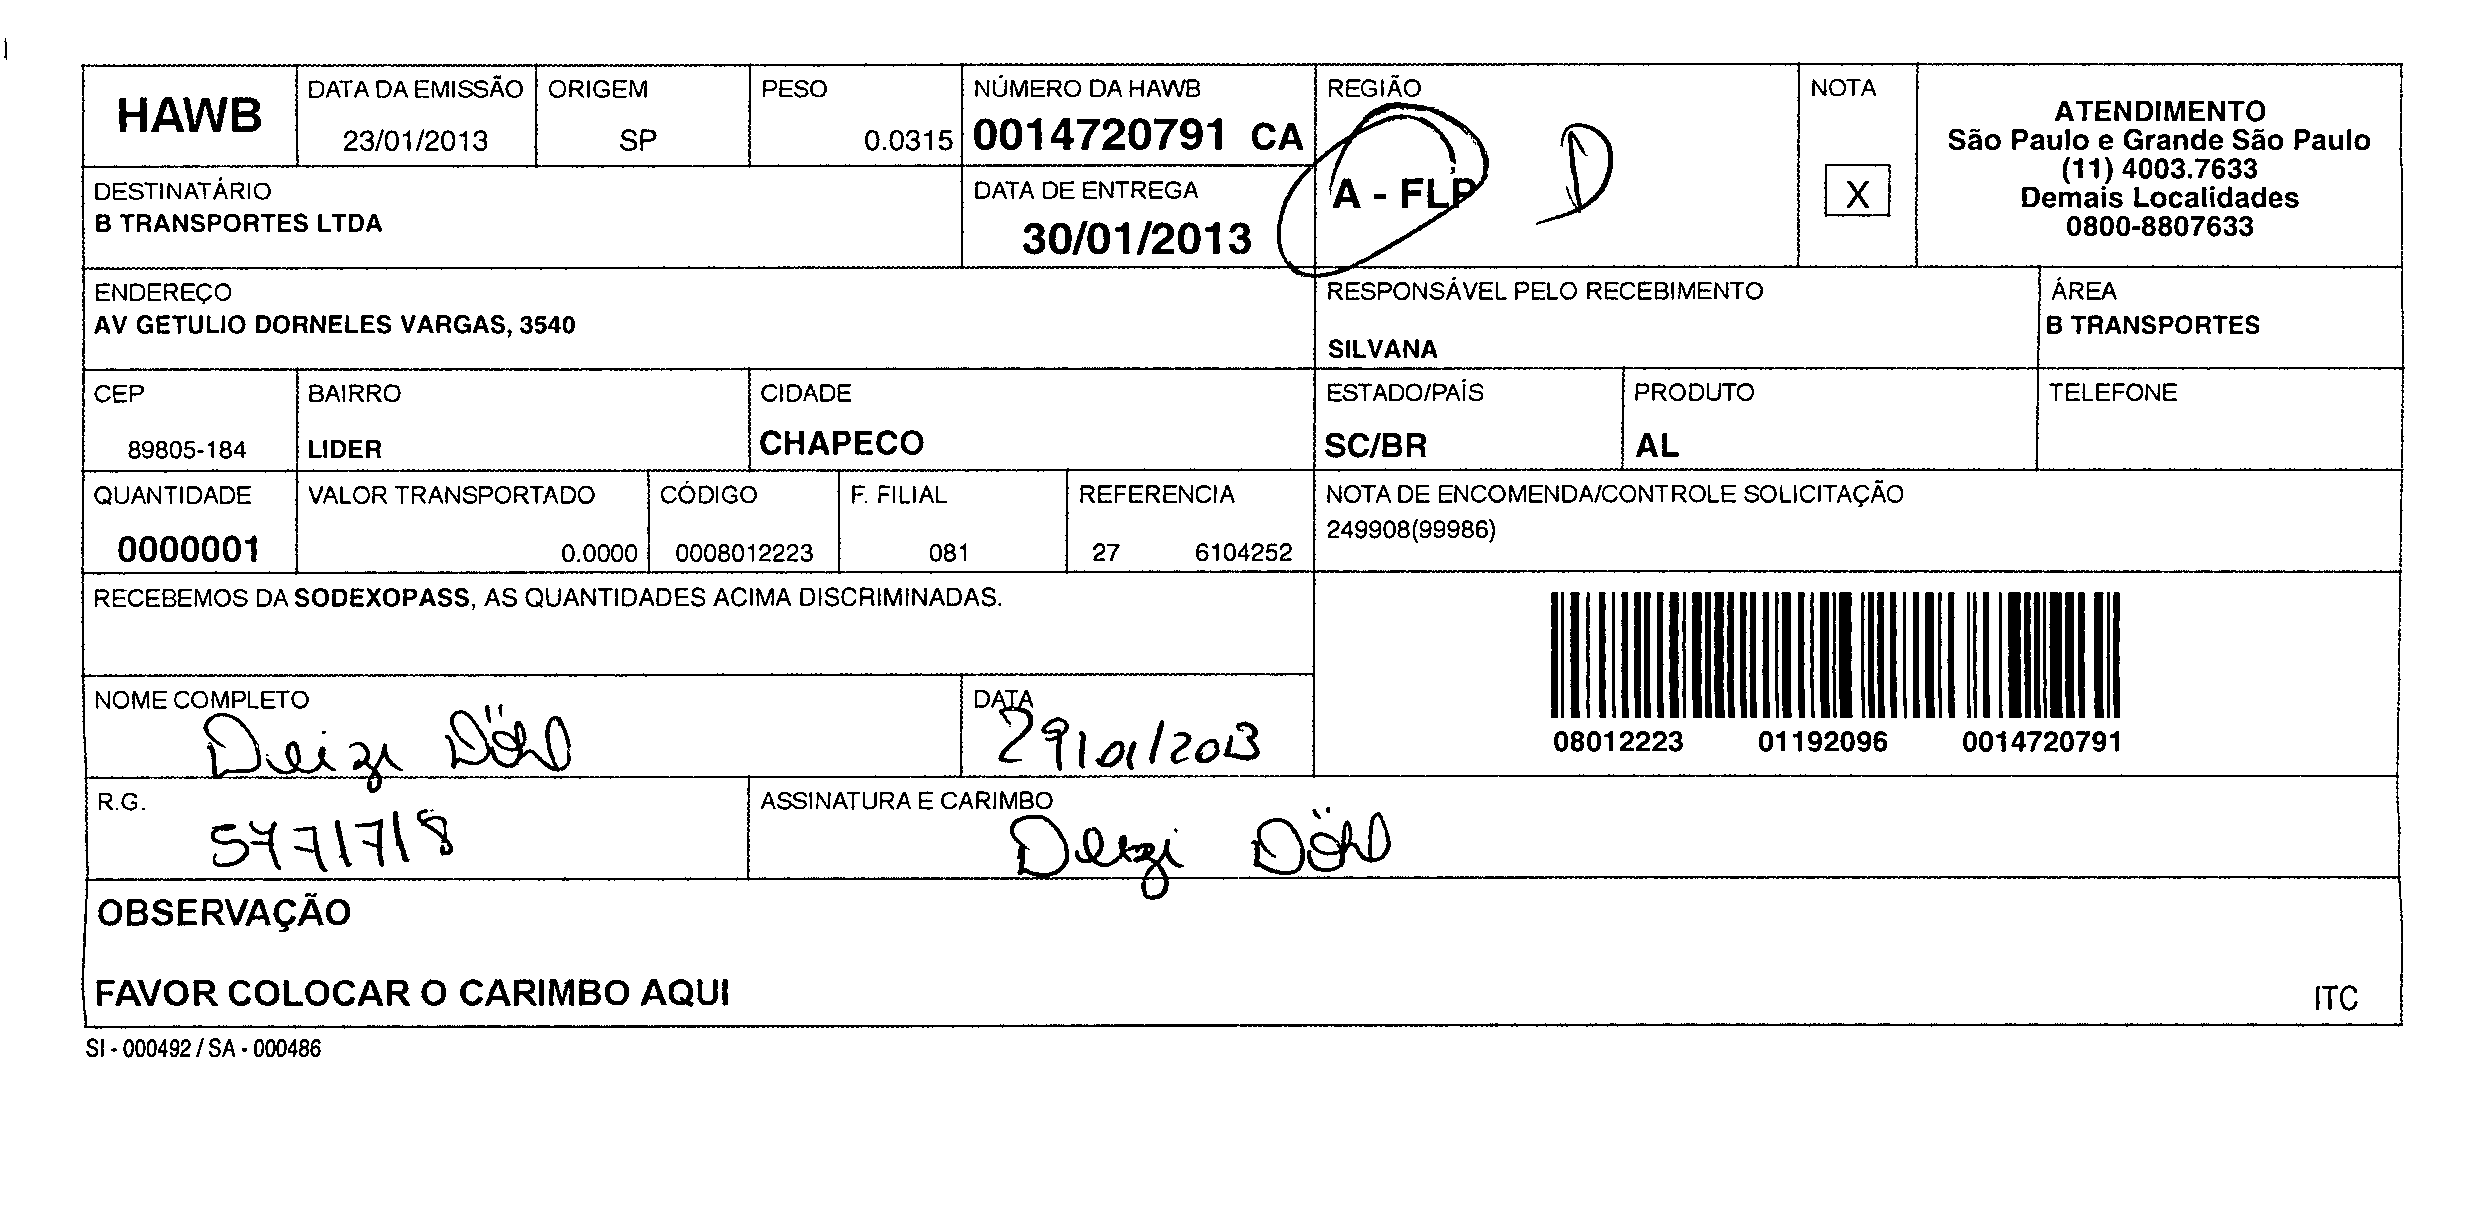 HAWB
DATA DA EMISSÃO
23/01/2013
ORIGEM
SP
PESO
0.0315
NÚMERO DA HAWB
0014720791 CA
REGIÃO
A - FLP
D
NOTA
X
ATENDIMENTO
São Paulo e Grande São Paulo
(11) 4003.7633
Demais Localidades
0800-8807633
DESTINATÁRIO
B TRANSPORTES LTDA
DATA DE ENTREGA
30/01/2013
ENDEREÇO
AV GETULIO DORNELES VARGAS, 3540
RESPONSÁVEL PELO RECEBIMENTO
SILVANA
ÁREA
B TRANSPORTES
CEP
89805-184
BAIRRO
LIDER
CIDADE
CHAPECO
ESTADO/PAÍS
SC/BR
PRODUTO
AL
TELEFONE
QUANTIDADE
0000001
VALOR TRANSPORTADO
0.0000
CÓDIGO
0008012223
F. FILIAL
081
REFERENCIA
27 6104252
NOTA DE ENCOMENDA/CONTROLE SOLICITAÇÃO
249908(99986)
RECEBEMOS DA SODEXOPASS, AS QUANTIDADES ACIMA DISCRIMINADAS.
08012223 01192096 0014720791
NOME COMPLETO
Deizi
DATA
29/01/2013
R.G.
5471718
ASSINATURA E CARIMBO
Deizi
OBSERVAÇÃO
FAVOR COLOCAR O CARIMBO AQUI
ITC
SI - 000492 / SA - 000486